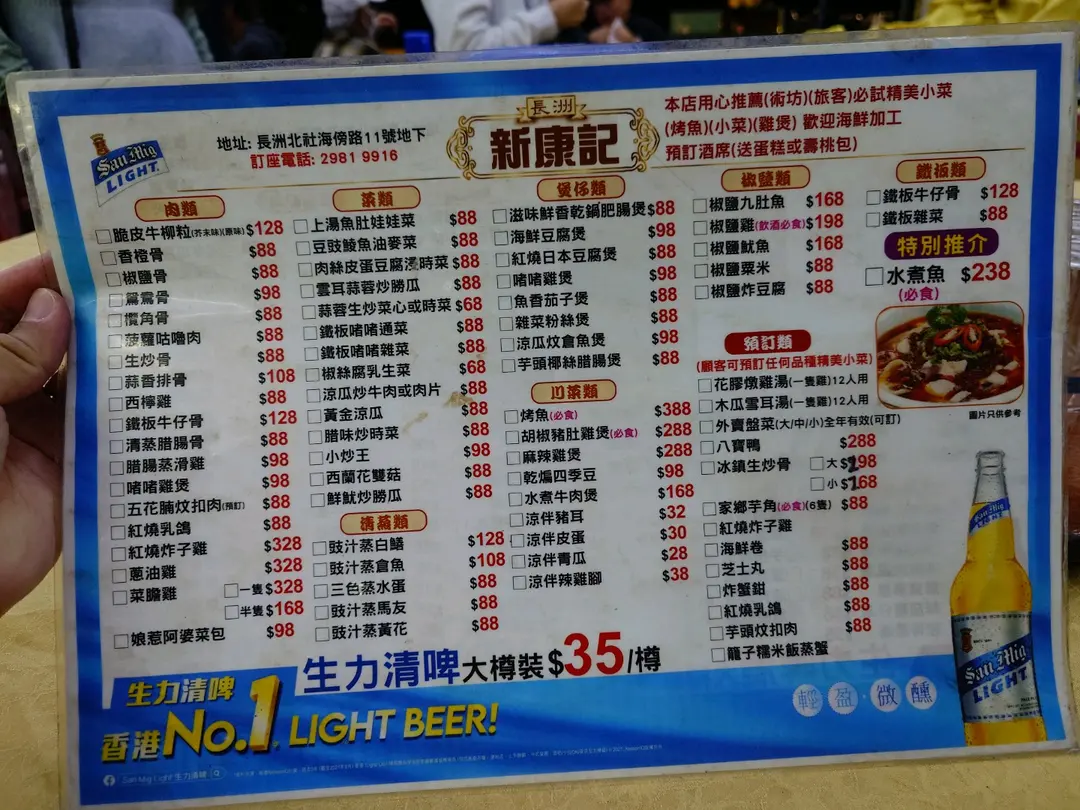 San Mig
LIGHT
地址: 長洲北社海傍路11號地下
訂座電話: 2981 9916
長洲
新康記
本店用心推薦(術坊)(旅客)必試精美小菜
(烤魚)(小菜)(雞煲) 歡迎海鮮加工
預訂酒席(送蛋糕或壽桃包)
肉類
脆皮牛柳粒(芥末味)(原味) $128
香橙骨 $88
椒鹽骨 $88
鴛鴦骨 $98
欖角骨 $88
菠蘿咕嚕肉 $88
生炒骨 $88
蒜香排骨 $108
西檸雞 $88
鐵板牛仔骨 $128
清蒸腊腸骨 $88
腊腸蒸滑雞 $98
啫啫雞煲 $98
五花腩炆扣肉(預訂) $88
紅燒乳鴿 $88
紅燒炸子雞 $328
蔥油雞 $328
菜膽雞 一隻 $328
半隻 $168
娘惹阿婆菜包 $98
菜類
上湯魚肚娃娃菜 $88
豆豉鯪魚油麥菜 $88
肉絲皮蛋豆腐浸時菜 $88
雲耳蒜蓉炒勝瓜 $88
蒜蓉生炒菜心或時菜 $68
鐵板啫啫通菜 $88
鐵板啫啫雜菜 $88
椒絲腐乳生菜 $68
涼瓜炒牛肉或肉片 $88
黃金涼瓜 $88
腊味炒時菜 $88
小炒王 $98
西蘭花雙菇 $88
鮮魷炒勝瓜 $88
清蒸類
豉汁蒸白鱔 $128
豉汁蒸倉魚 $108
三色蒸水蛋 $88
豉汁蒸馬友 $88
豉汁蒸黃花 $88
煲仔類
滋味鮮香乾鍋肥腸煲 $88
海鮮豆腐煲 $98
紅燒日本豆腐煲 $88
啫啫雞煲 $98
魚香茄子煲 $88
雜菜粉絲煲 $88
涼瓜炆倉魚煲 $98
芋頭椰絲腊腸煲 $88
川菜類
烤魚(必食) $388
胡椒豬肚雞煲(必食) $288
麻辣雞煲 $288
乾煸四季豆 $98
水煮牛肉煲 $168
涼伴豬耳 $32
涼伴皮蛋 $30
涼伴青瓜 $28
涼伴辣雞腳 $38
椒鹽類
椒鹽九肚魚 $168
椒鹽雞(飲酒必食) $198
椒鹽魷魚 $168
椒鹽粟米 $88
椒鹽炸豆腐 $88
預訂類
(顧客可預訂任何品種精美小菜)
花膠燉雞湯(一隻雞)12人用
木瓜雪耳湯(一隻雞)12人用
外賣盤菜(大/中/小)全年有效(可訂)
八寶鴨 $288
冰鎮生炒骨 大 $298
小 $168
家鄉芋角(必食)(6隻) $88
紅燒炸子雞
海鮮卷 $88
芝士丸 $88
炸蟹鉗 $88
紅燒乳鴿 $88
芋頭炆扣肉 $88
籠子糯米飯蒸蟹
鐵板類
鐵板牛仔骨 $128
鐵板雜菜 $88
特別推介
水煮魚 $238
(必食)
圖片只供參考
生力清啤大樽裝$35/樽
生力清啤
香港No.1 LIGHT BEER!
輕盈·微醺
San Mig Light 生力清啤
San Mig
LIGHT